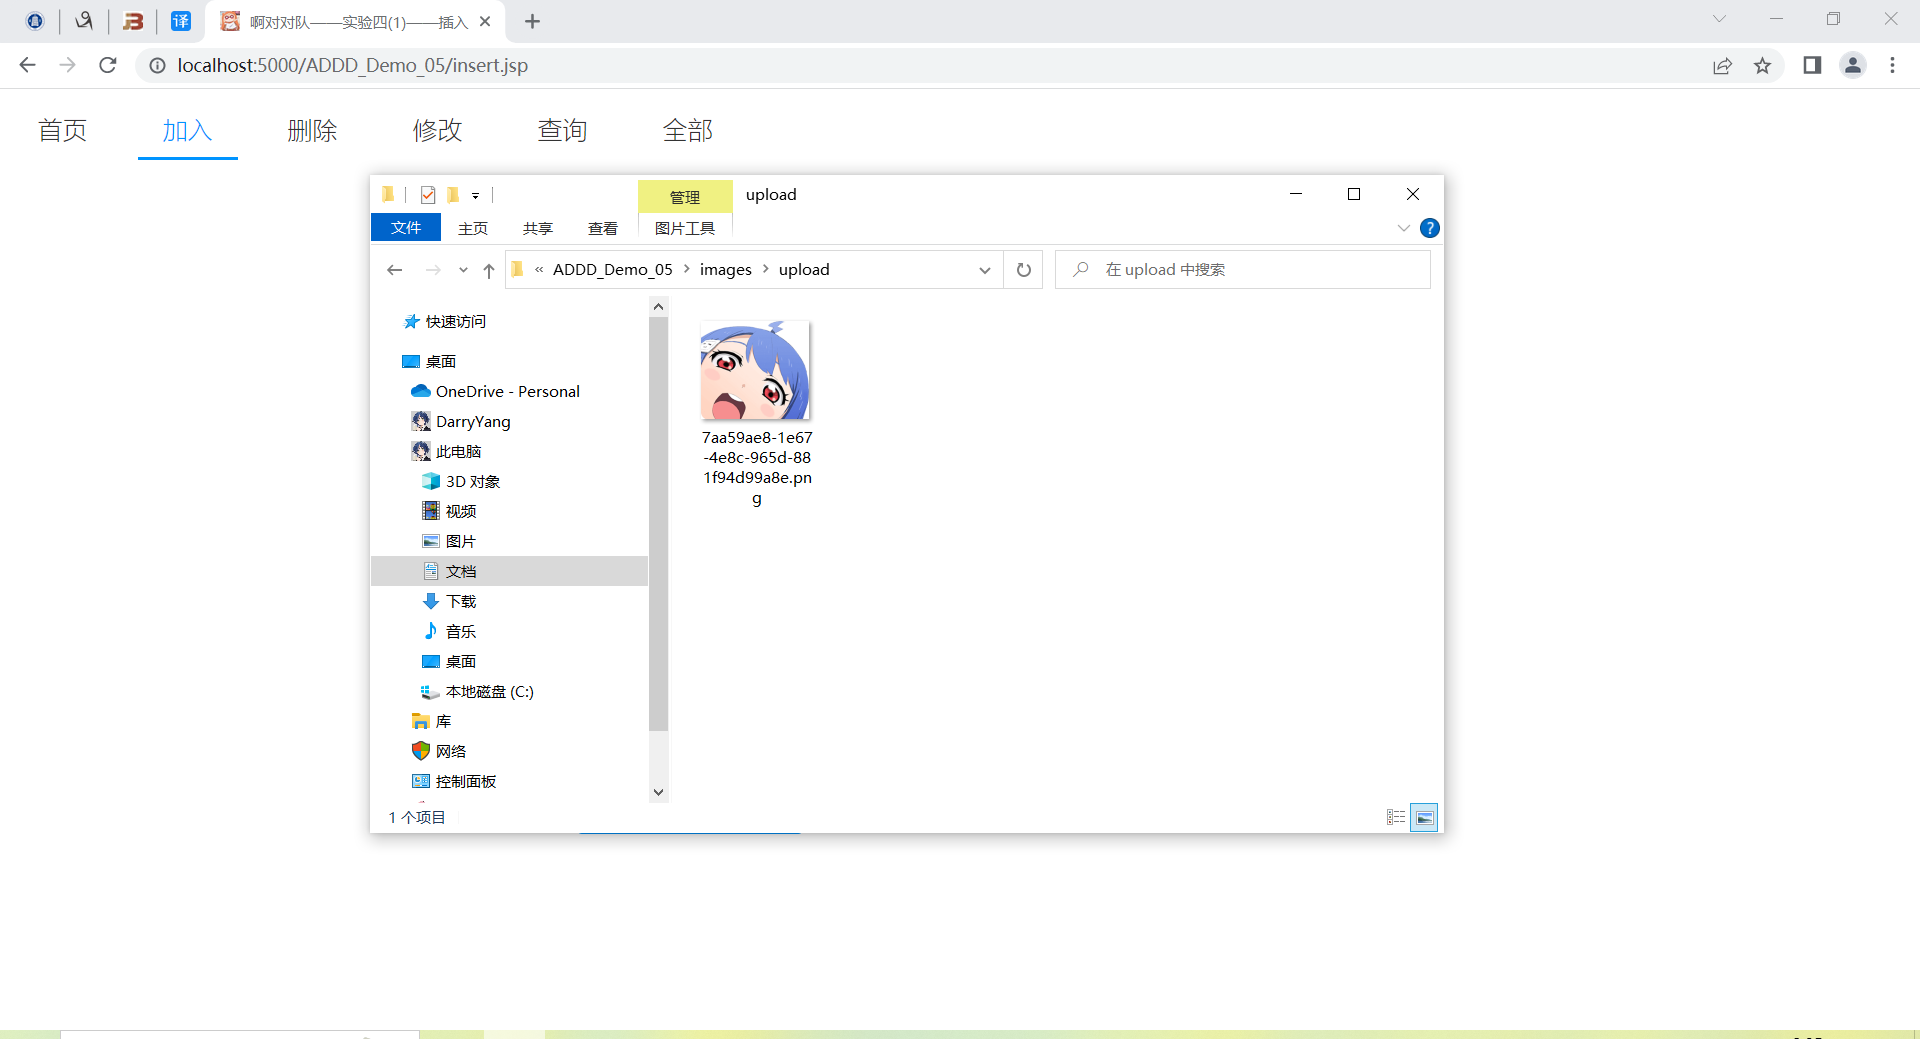 译
啊对对队——实验四(1)——插入
localhost:5000/ADDD_Demo_05/insert.jsp
首页 加入 删除 修改 查询 全部
管理 upload
文件 主页 共享 查看 图片工具
« ADDD_Demo_05 > images > upload
在 upload 中搜索
快速访问
桌面
OneDrive - Personal
DarryYang
此电脑
3D 对象
视频
图片
文档
下载
音乐
桌面
本地磁盘 (C:)
库
网络
控制面板
7aa59ae8-1e67
-4e8c-965d-88
1f94d99a8e.pn
g
1 个项目